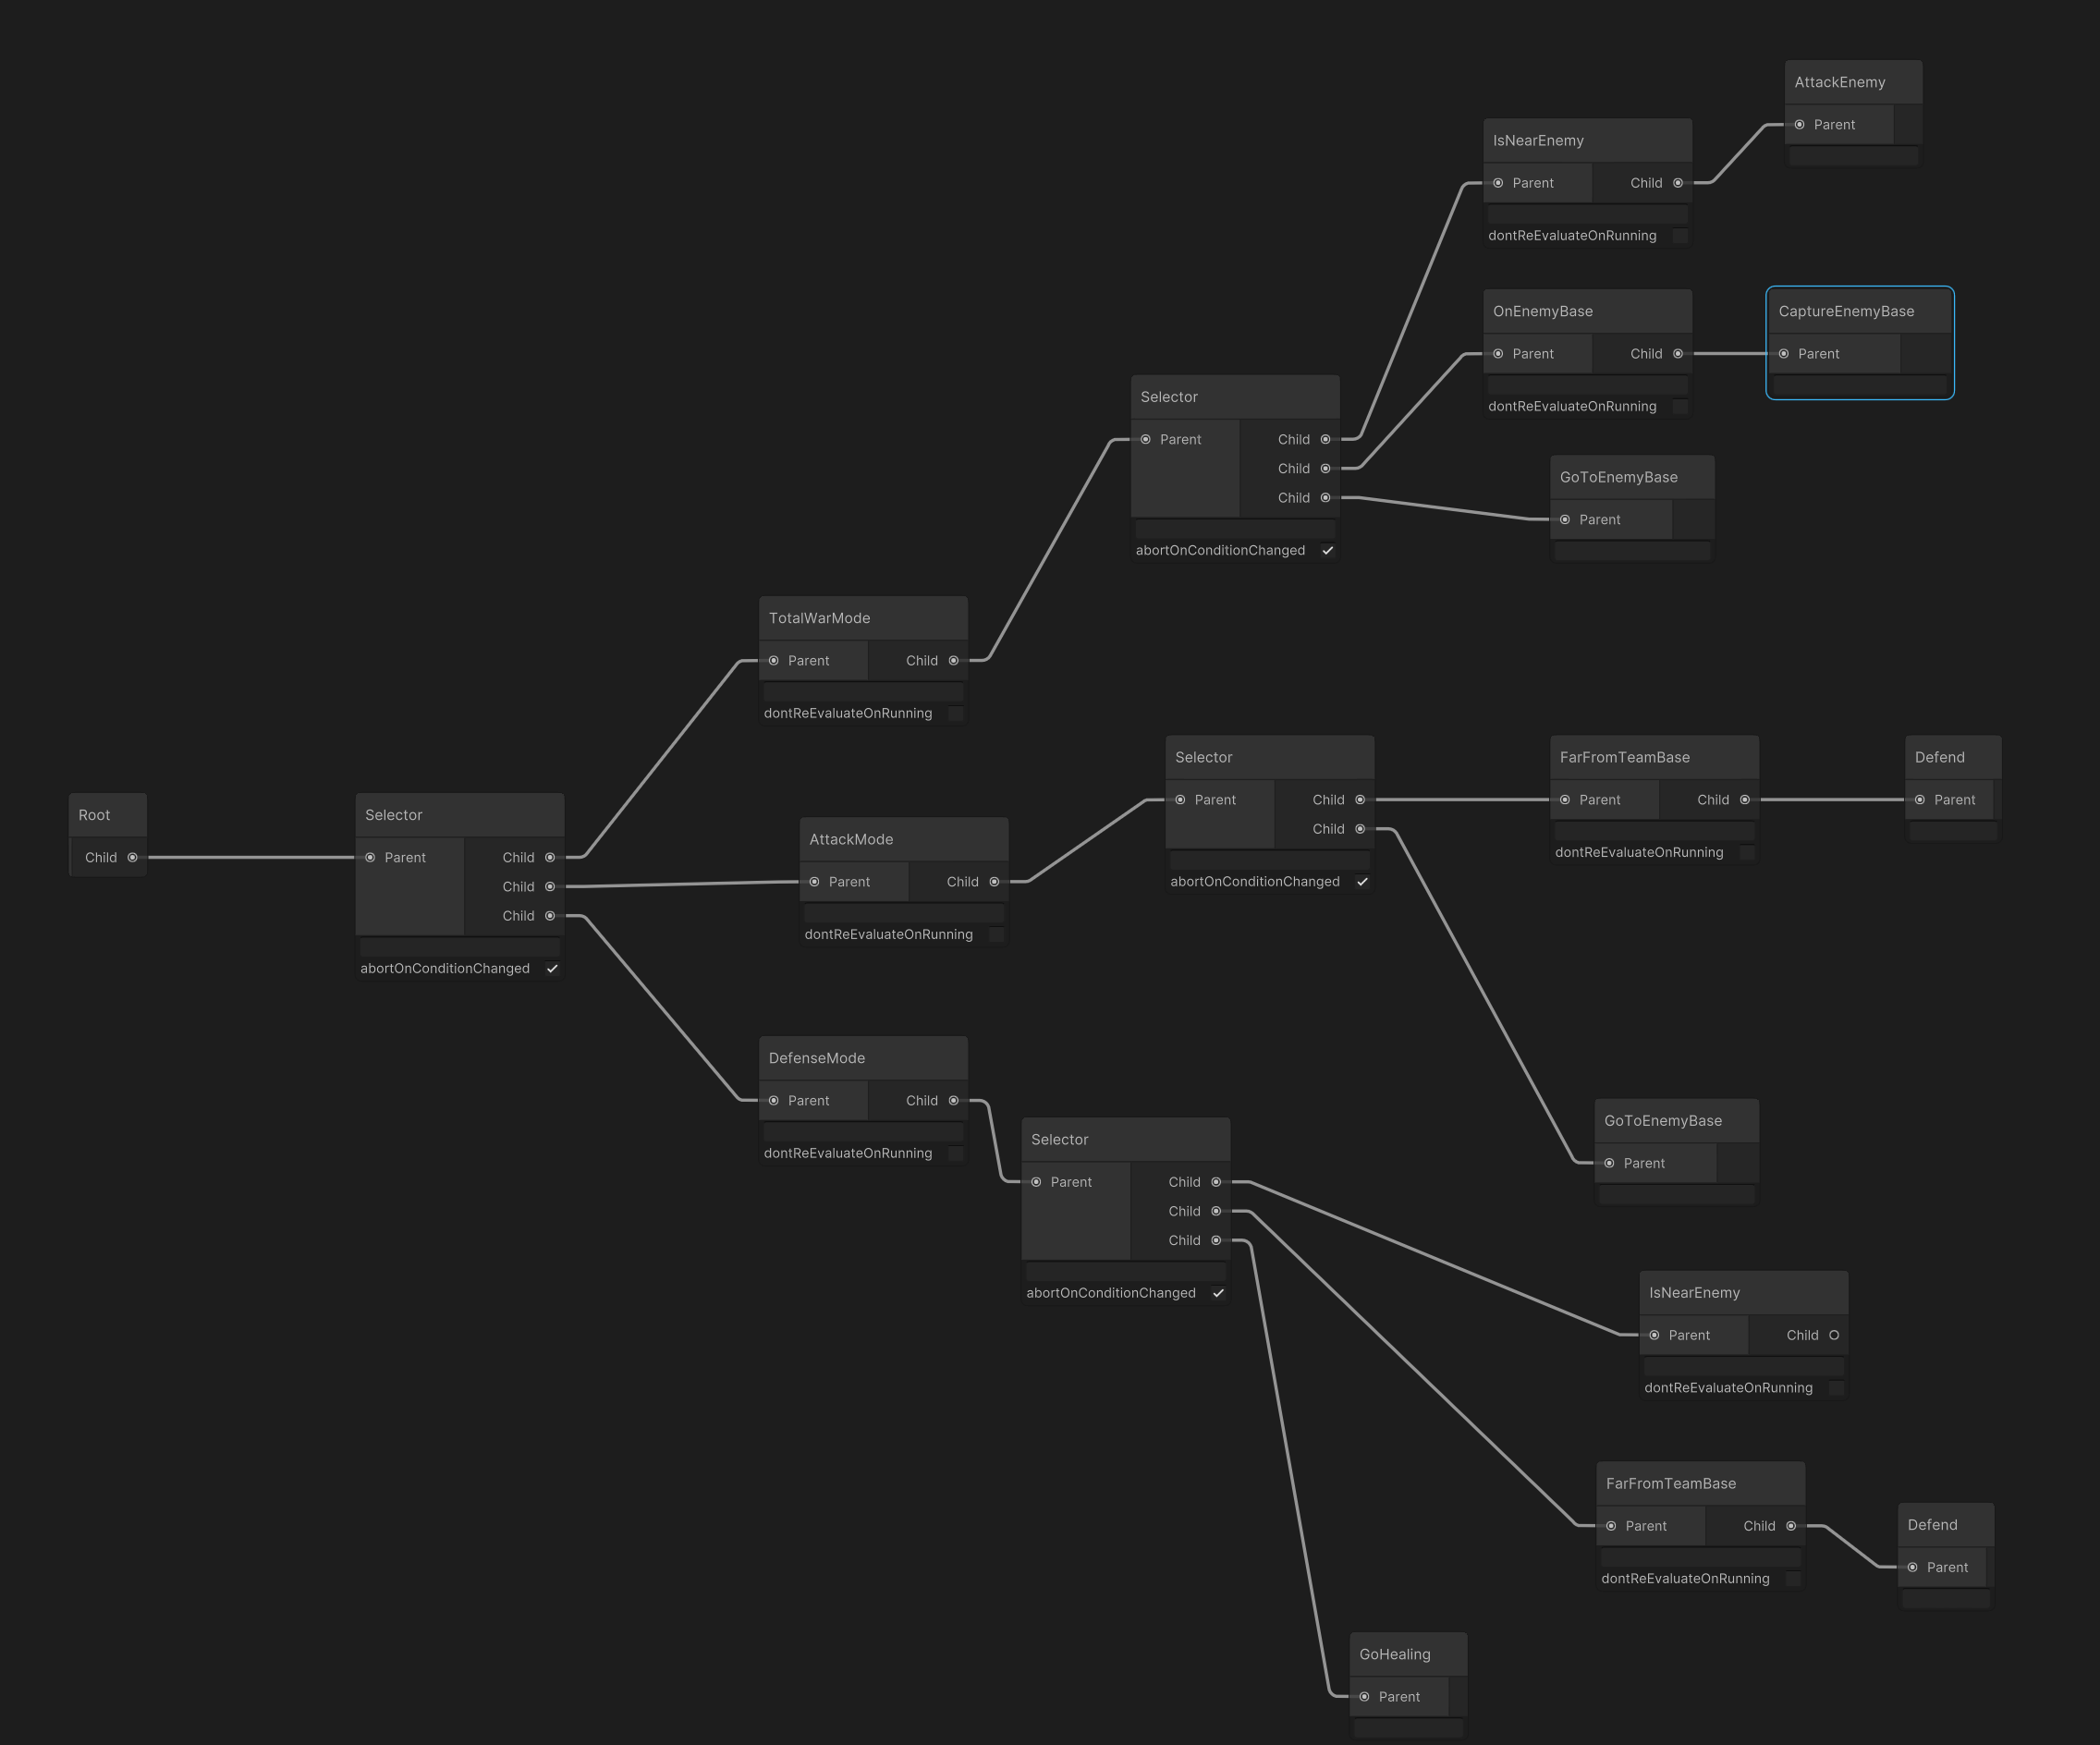 AttackEnemy
Parent
IsNearEnemy
Parent Child
dontReEvaluateOnRunning
OnEnemyBase
Parent Child
dontReEvaluateOnRunning
CaptureEnemyBase
Parent
Selector
Parent Child
Child
Child
abortOnConditionChanged
GoToEnemyBase
Parent
TotalWarMode
Parent Child
dontReEvaluateOnRunning
Root
Child
Selector
Parent Child
Child
Child
abortOnConditionChanged
AttackMode
Parent Child
dontReEvaluateOnRunning
Selector
Parent Child
Child
abortOnConditionChanged
FarFromTeamBase
Parent Child
dontReEvaluateOnRunning
Defend
Parent
DefenseMode
Parent Child
dontReEvaluateOnRunning
Selector
Parent Child
Child
Child
abortOnConditionChanged
GoToEnemyBase
Parent
IsNearEnemy
Parent Child
dontReEvaluateOnRunning
FarFromTeamBase
Parent Child
dontReEvaluateOnRunning
Defend
Parent
GoHealing
Parent